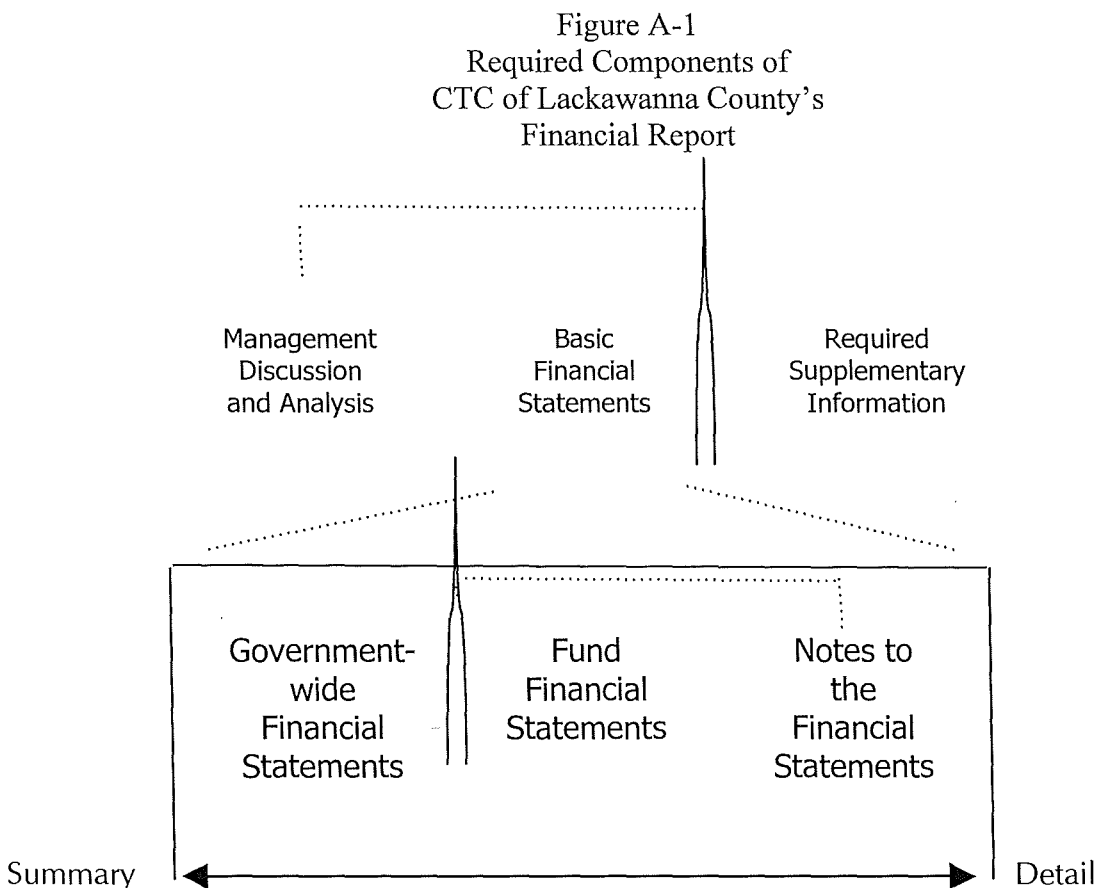 Figure A-1
Required Components of
CTC of Lackawanna County's
Financial Report
Management
Discussion
and Analysis
Basic
Financial
Statements
Required
Supplementary
Information
Government-
wide
Financial
Statements
Fund
Financial
Statements
Notes to
the
Financial
Statements
Summary
Detail